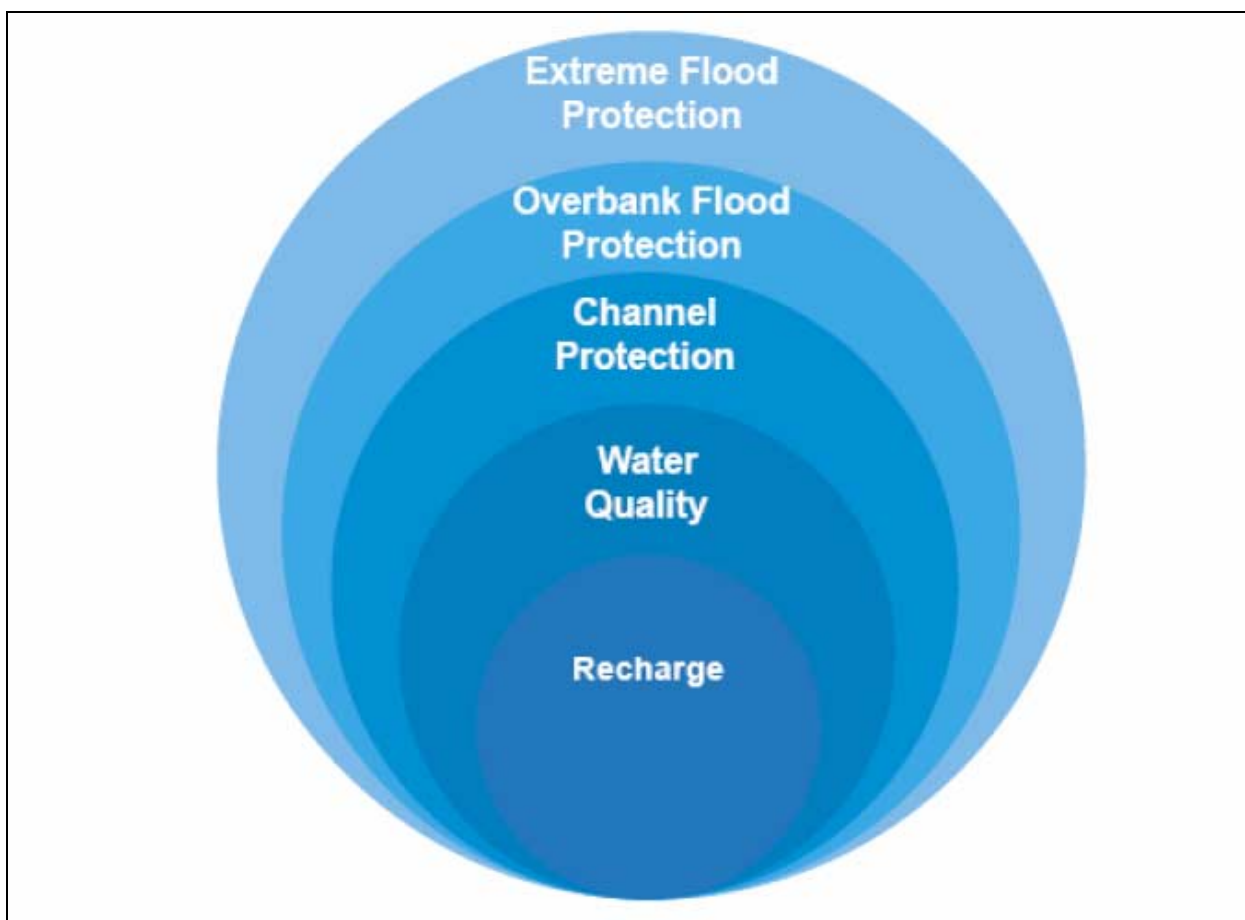 Extreme Flood
Protection
Overbank Flood
Protection
Channel
Protection
Water
Quality
Recharge